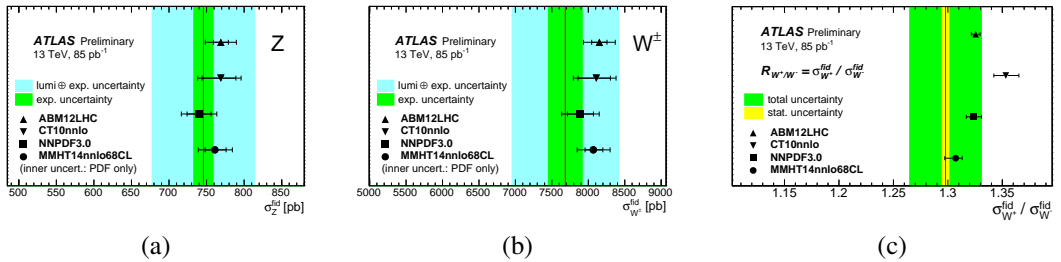 ATLAS Preliminary
13 TeV, 85 pb⁻¹
Z
lumi ⊕ exp. uncertainty
exp. uncertainty
ABM12LHC
CT10nnlo
NNPDF3.0
MMHT14nnlo68CL
(inner uncert.: PDF only)
500 550 600 650 700 750 800 850
σ_Z^fid [pb]
(a)
ATLAS Preliminary
13 TeV, 85 pb⁻¹
W±
lumi ⊕ exp. uncertainty
exp. uncertainty
ABM12LHC
CT10nnlo
NNPDF3.0
MMHT14nnlo68CL
(inner uncert.: PDF only)
5000 5500 6000 6500 7000 7500 8000 8500 9000
σ_W±^fid [pb]
(b)
ATLAS Preliminary
13 TeV, 85 pb⁻¹
R_W⁺/W⁻ = σ_W⁺^fid / σ_W⁻^fid
total uncertainty
stat. uncertainty
ABM12LHC
CT10nnlo
NNPDF3.0
MMHT14nnlo68CL
1.1 1.15 1.2 1.25 1.3 1.35
σ_W⁺^fid / σ_W⁻^fid
(c)